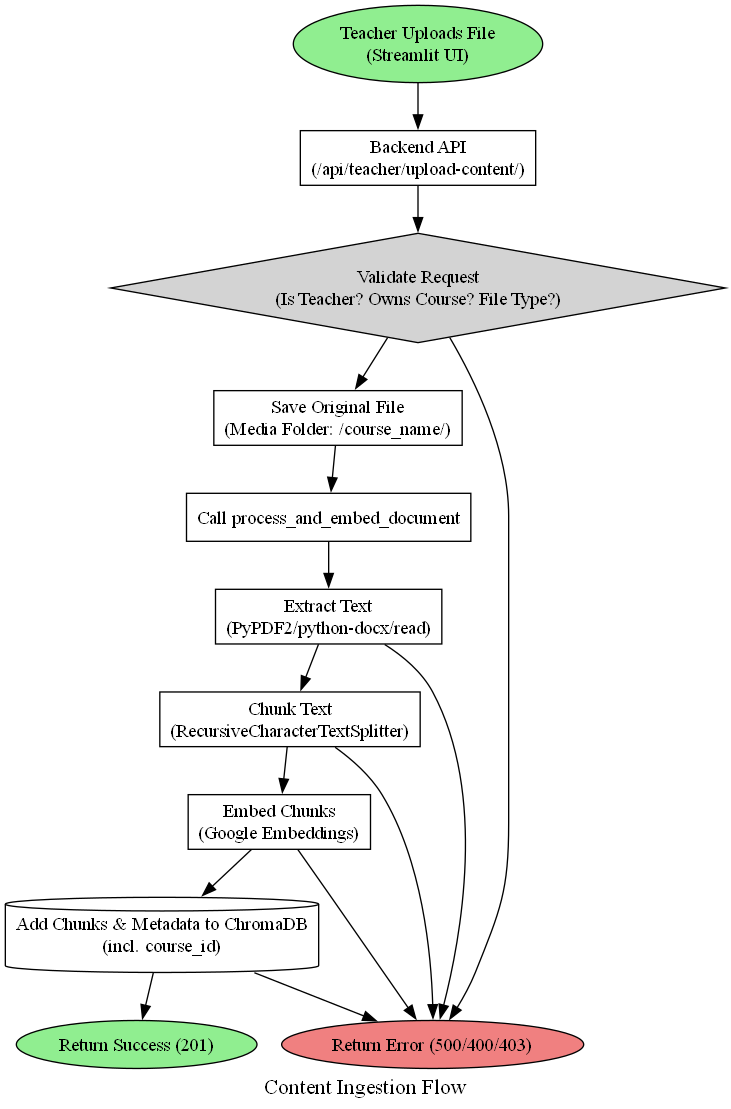 Teacher Uploads File
(Streamlit UI)
Backend API
(/api/teacher/upload-content/)
Validate Request
(Is Teacher? Owns Course? File Type?)
Save Original File
(Media Folder: /course_name/)
Call process_and_embed_document
Extract Text
(PyPDF2/python-docx/read)
Chunk Text
(RecursiveCharacterTextSplitter)
Embed Chunks
(Google Embeddings)
Add Chunks & Metadata to ChromaDB
(incl. course_id)
Return Success (201)
Return Error (500/400/403)
Content Ingestion Flow